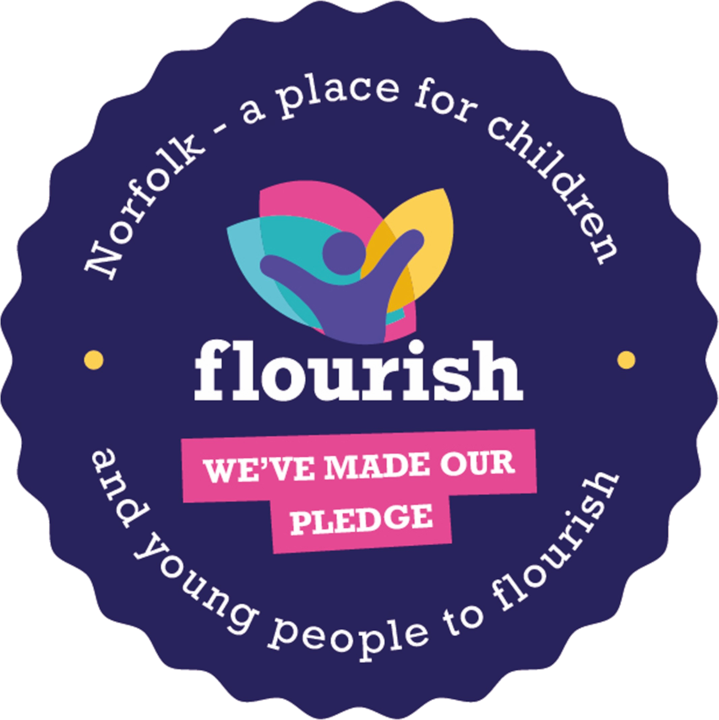 Norfolk - a place for children
flourish
WE'VE MADE OUR
PLEDGE
and young people to flourish